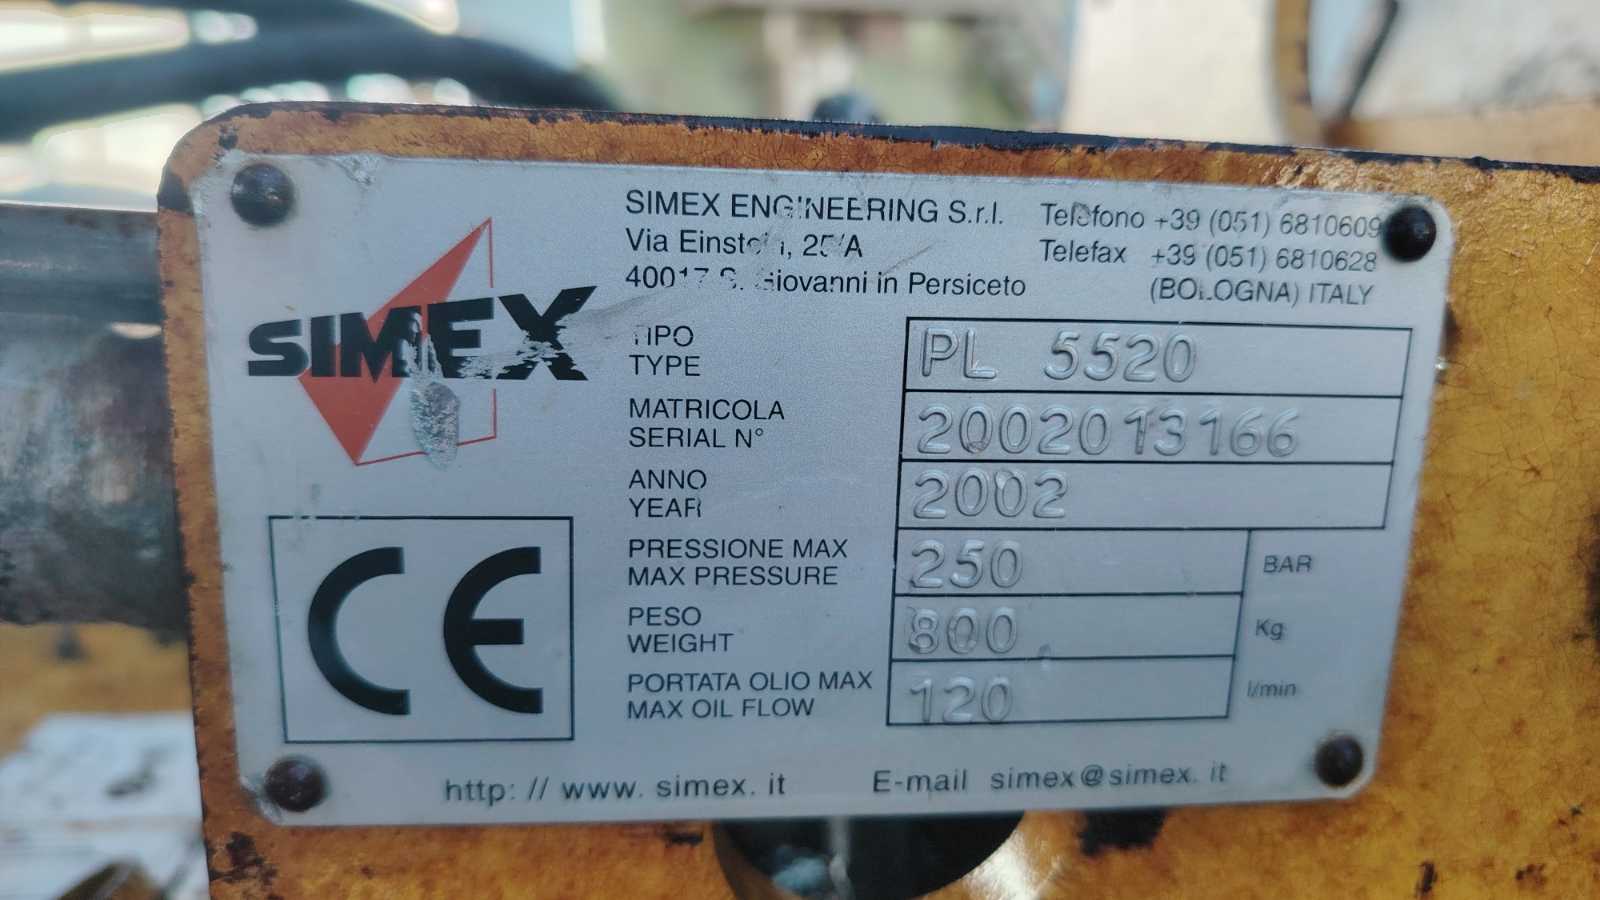 SIMEX
SIMEX ENGINEERING S.r.l.
Via Einstein, 25/A
40017 S. Giovanni in Persiceto
Telefono +39 (051) 6810609
Telefax +39 (051) 6810628
(BOLOGNA) ITALY
TIPO
TYPE
PL 5520
MATRICOLA
SERIAL N°
2002013166
ANNO
YEAR
2002
PRESSIONE MAX
MAX PRESSURE
250 BAR
PESO
WEIGHT
800 Kg
PORTATA OLIO MAX
MAX OIL FLOW
120 l/min
CE
http: // www. simex. it
E-mail simex@simex. it